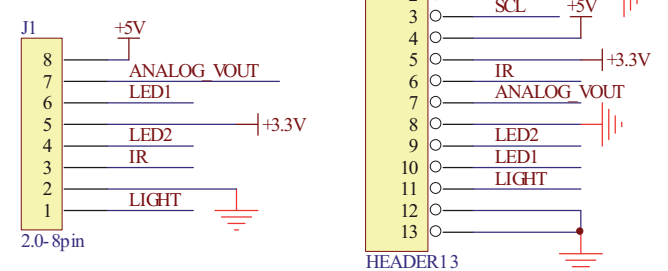 J1
+5V
8
7 ANALOG_VOUT
6 LED1
5 +3.3V
4 LED2
3 IR
2
1 LIGHT
2.0-8pin
3 SCL +5V
4
5 +3.3V
6 IR
7 ANALOG_VOUT
8
9 LED2
10 LED1
11 LIGHT
12
13
HEADER13